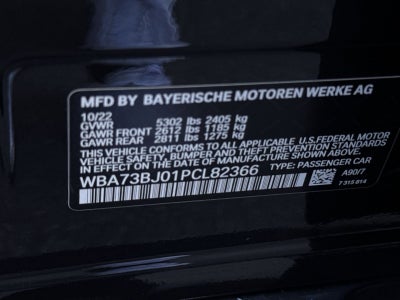 MFD BY BAYERISCHE MOTOREN WERKE AG
10/22
GVWR 5302 lbs 2405 kg
GAWR FRONT 2612 lbs 1185 kg
GAWR REAR 2811 lbs 1275 kg
THIS VEHICLE CONFORMS TO ALL APPLICABLE U.S. FEDERAL MOTOR
VEHICLE SAFETY, BUMPER AND THEFT PREVENTION STANDARDS
IN EFFECT ON THE DATE OF MANUFACTURE SHOWN ABOVE.
WBA73BJ01PCL82366 TYPE: PASSENGER CAR
A90/7
7 315 614